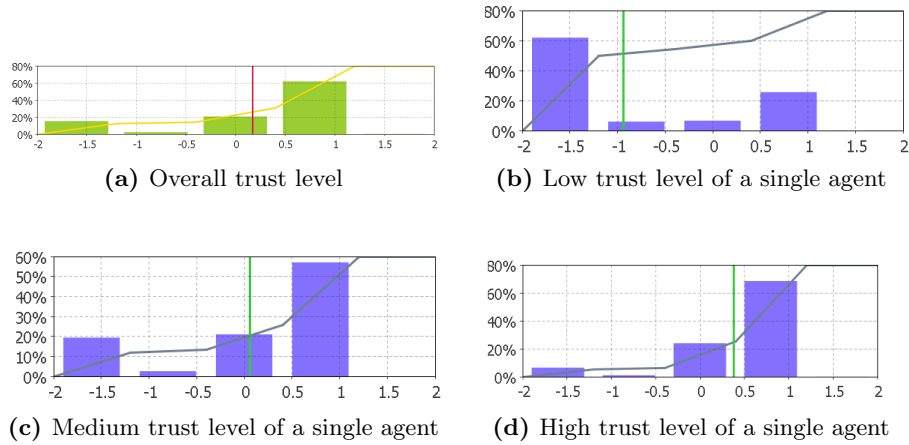 80%
60%
40%
20%
0%
-2 -1.5 -1 -0.5 0 0.5 1 1.5 2
(a) Overall trust level
80%
60%
40%
20%
0%
-2 -1.5 -1 -0.5 0 0.5 1 1.5 2
(b) Low trust level of a single agent
60%
50%
40%
30%
20%
10%
0%
-2 -1.5 -1 -0.5 0 0.5 1 1.5 2
(c) Medium trust level of a single agent
80%
60%
40%
20%
0%
-2 -1.5 -1 -0.5 0 0.5 1 1.5 2
(d) High trust level of a single agent